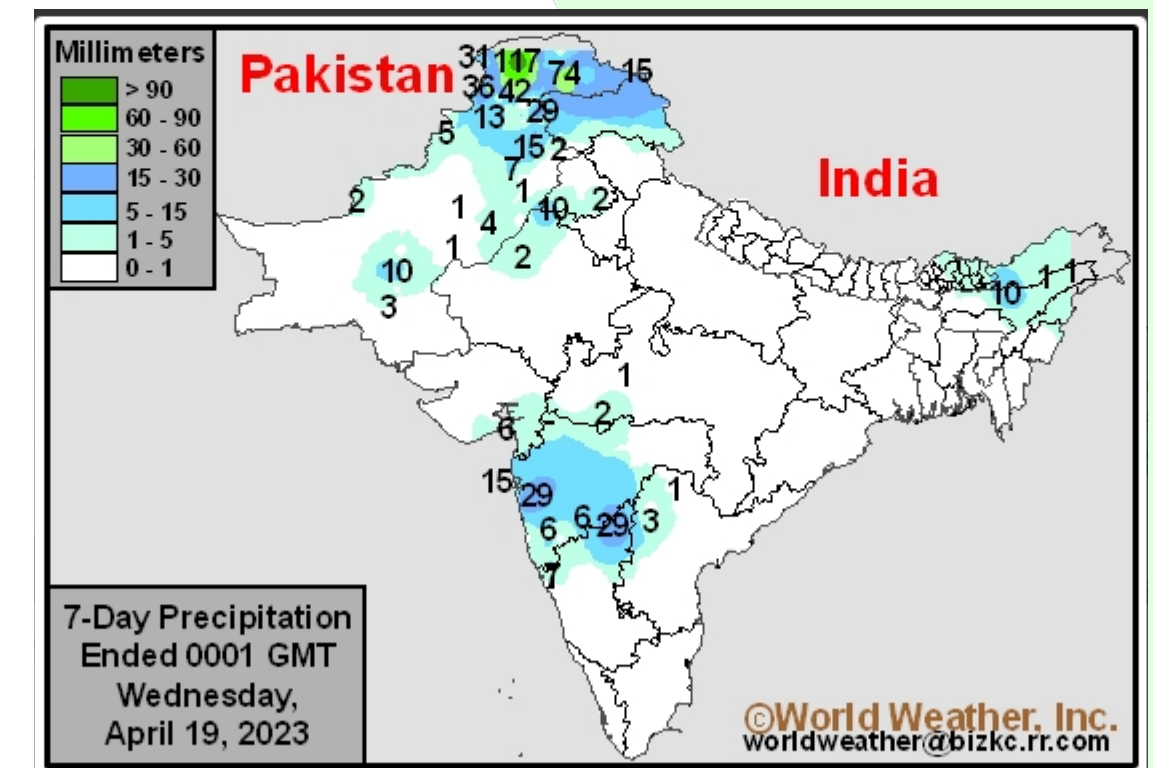 Millimeters
> 90
60 - 90
30 - 60
15 - 30
5 - 15
1 - 5
0 - 1
Pakistan
India
31 117 74 15
36 42
13 29
5
15 2
7
1 2
2 1 10
4
1 2
10
3
1 1
10
1
2
6
15 29
1
6 6 29 3
7
7-Day Precipitation
Ended 0001 GMT
Wednesday,
April 19, 2023
©World Weather, Inc.
worldweather@bizkc.rr.com